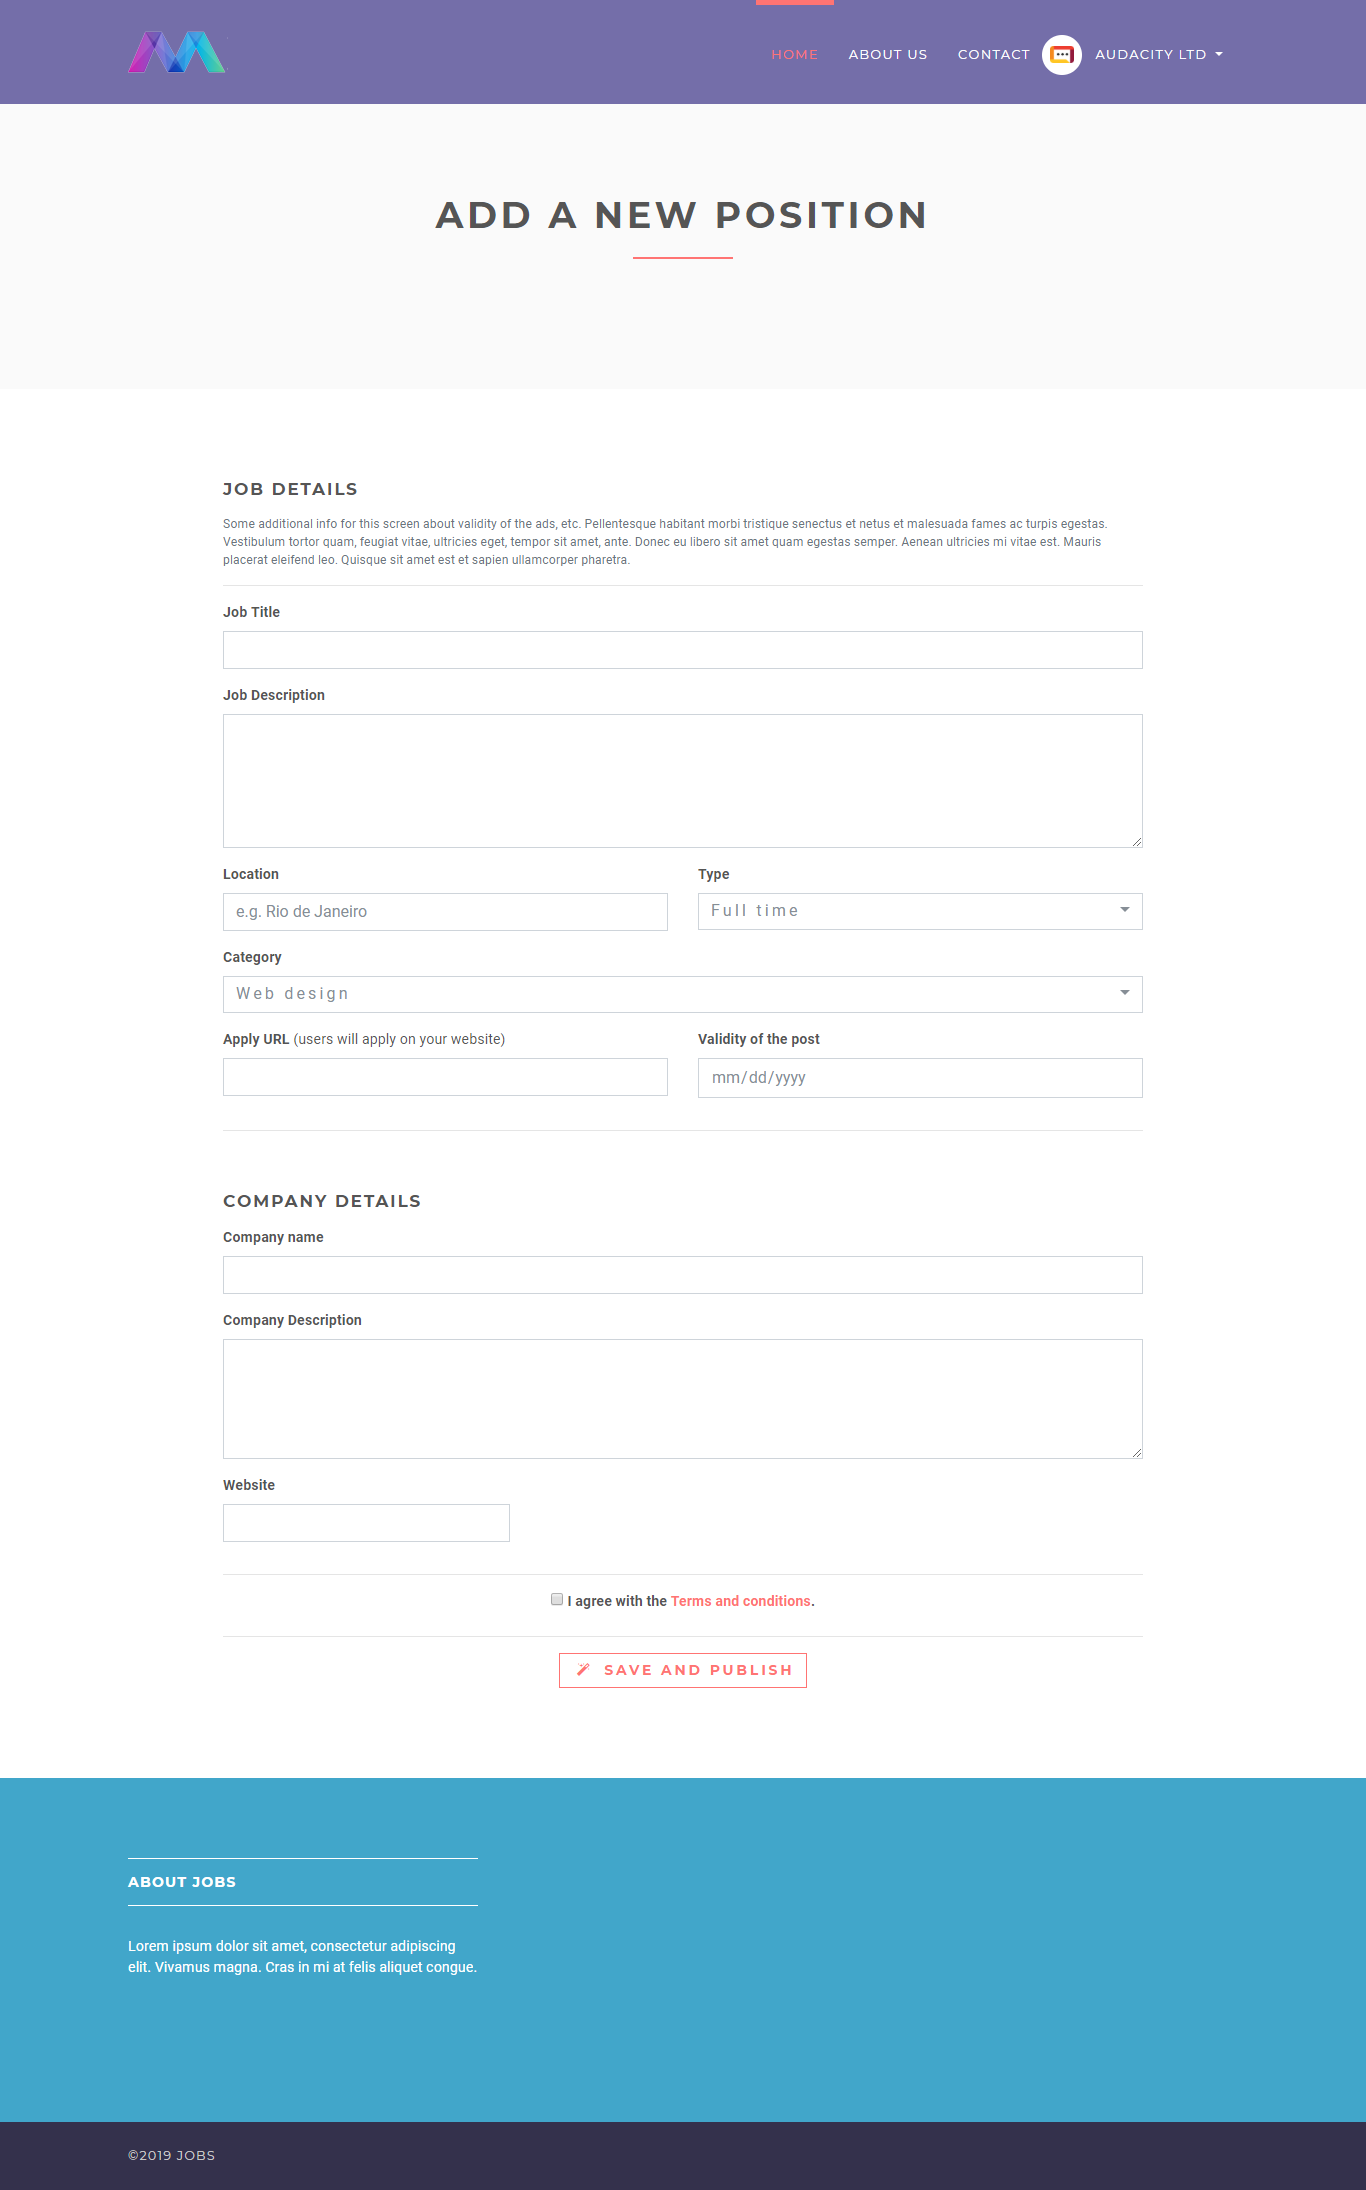 HOME ABOUT US CONTACT AUDACITY LTD
ADD A NEW POSITION
JOB DETAILS
Some additional info for this screen about validity of the ads, etc. Pellentesque habitant morbi tristique senectus et netus et malesuada fames ac turpis egestas.
Vestibulum tortor quam, feugiat vitae, ultricies eget, tempor sit amet, ante. Donec eu libero sit amet quam egestas semper. Aenean ultricies mi vitae est. Mauris
placerat eleifend leo. Quisque sit amet est et sapien ullamcorper pharetra.
Job Title
Job Description
Location Type
e.g. Rio de Janeiro Full time
Category
Web design
Apply URL (users will apply on your website) Validity of the post
mm/dd/yyyy
COMPANY DETAILS
Company name
Company Description
Website
I agree with the Terms and conditions.
SAVE AND PUBLISH
ABOUT JOBS
Lorem ipsum dolor sit amet, consectetur adipiscing
elit. Vivamus magna. Cras in mi at felis aliquet congue.
©2019 JOBS